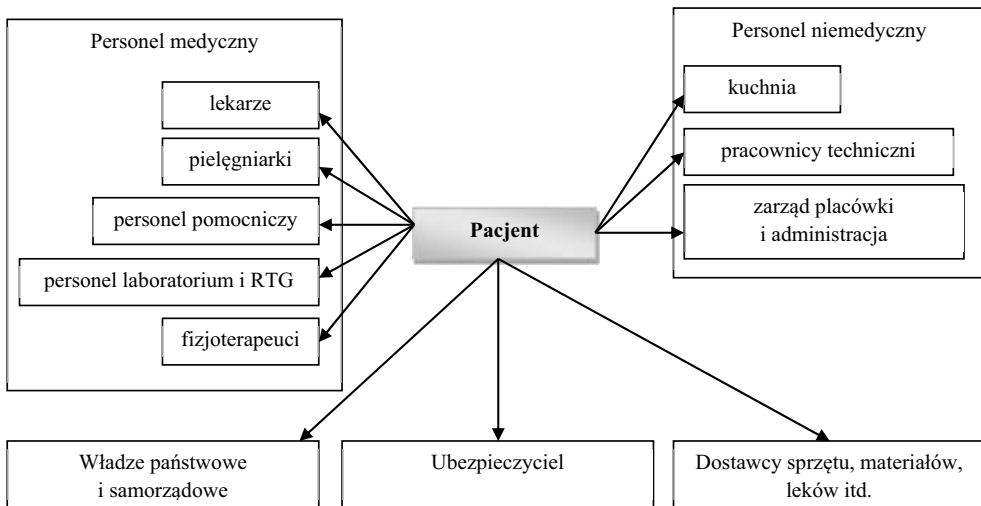 Personel medyczny
lekarze
pielęgniarki
personel pomocniczy
personel laboratorium i RTG
fizjoterapeuci
Pacjent
Personel niemedyczny
kuchnia
pracownicy techniczni
zarząd placówki
i administracja
Władze państwowe
i samorządowe
Ubezpieczyciel
Dostawcy sprzętu, materiałów,
leków itd.